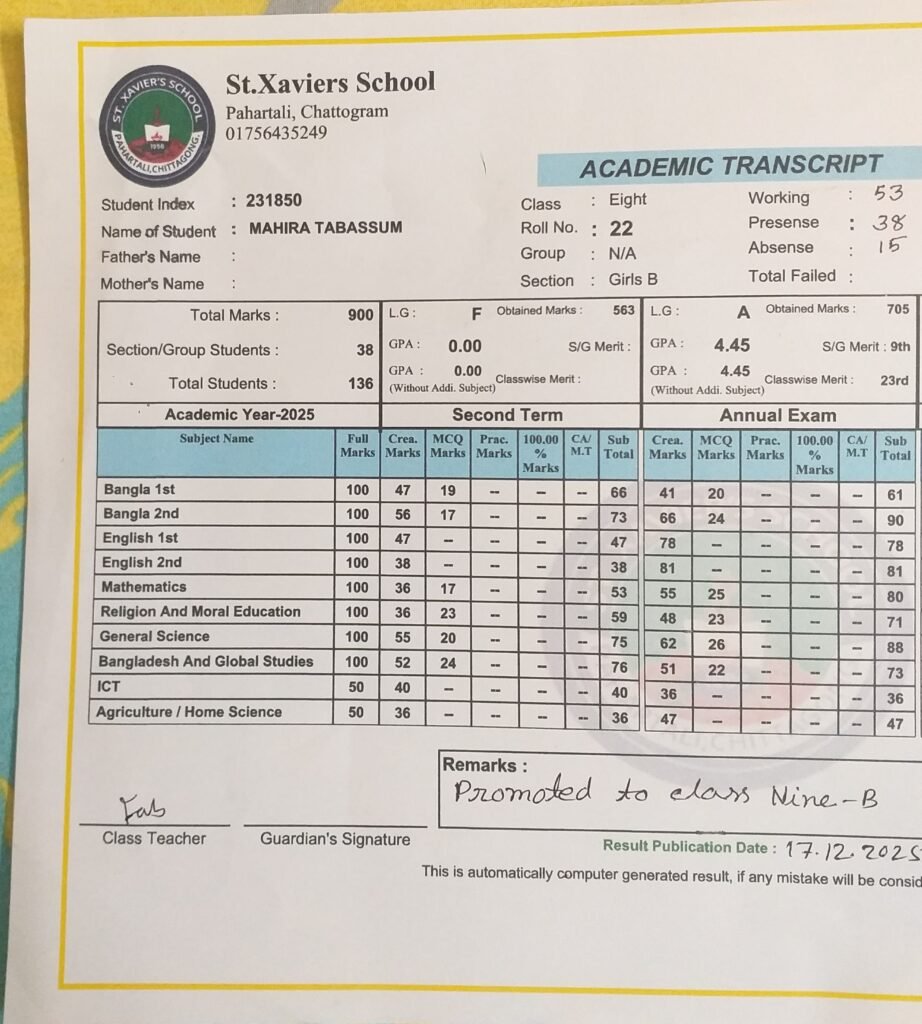 St.Xaviers School
Pahartali, Chattogram
01756435249
ST. XAVIER'S SCHOOL
1956
PAHARTALI, CHITTAGONG.
ACADEMIC TRANSCRIPT
Student Index : 231850
Name of Student : MAHIRA TABASSUM
Father's Name :
Mother's Name :
Class : Eight
Roll No. : 22
Group : N/A
Section : Girls B
Working : 53
Presense : 38
Absense : 15
Total Failed :
Total Marks : 900
Section/Group Students : 38
Total Students : 136
L.G : F Obtained Marks : 563
GPA : 0.00 S/G Merit :
GPA : 0.00 Classwise Merit :
(Without Addi. Subject)
L.G : A Obtained Marks : 705
GPA : 4.45 S/G Merit : 9th
GPA : 4.45 Classwise Merit : 23rd
(Without Addi. Subject)
Academic Year-2025 Second Term Annual Exam
Subject Name Full Marks Crea. Marks MCQ Marks Prac. Marks 100.00 % Marks CA/ M.T Sub Total Crea. Marks MCQ Marks Prac. Marks 100.00 % Marks CA/ M.T Sub Total
Bangla 1st 100 47 19 -- -- -- 66 41 20 -- -- -- 61
Bangla 2nd 100 56 17 -- -- -- 73 66 24 -- -- -- 90
English 1st 100 47 -- -- -- -- 47 78 -- -- -- -- 78
English 2nd 100 38 -- -- -- -- 38 81 -- -- -- -- 81
Mathematics 100 36 17 -- -- -- 53 55 25 -- -- -- 80
Religion And Moral Education 100 36 23 -- -- -- 59 48 23 -- -- -- 71
General Science 100 55 20 -- -- -- 75 62 26 -- -- -- 88
Bangladesh And Global Studies 100 52 24 -- -- -- 76 51 22 -- -- -- 73
ICT 50 40 -- -- -- -- 40 36 -- -- -- -- 36
Agriculture / Home Science 50 36 -- -- -- -- 36 47 -- -- -- -- 47
Remarks :
Promoted to class Nine-B
Class Teacher
Guardian's Signature
Result Publication Date : 17.12.2025
This is automatically computer generated result, if any mistake will be consid